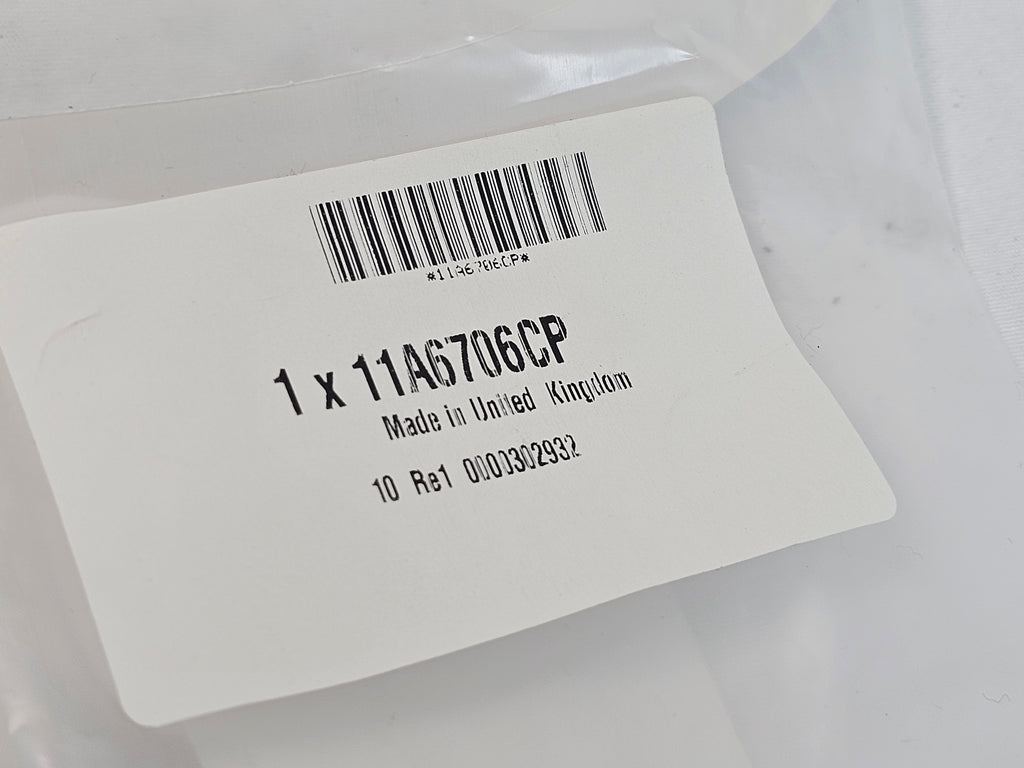 *11A6706CP*
1 x 11A6706CP
Made in United Kingdom
10 Re1 0000302932